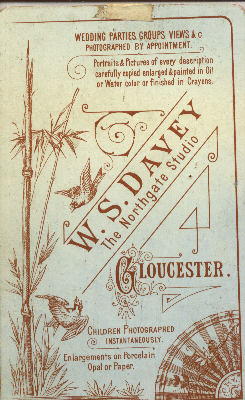 WEDDING PARTIES, GROUPS VIEWS & c
PHOTOGRAPHED BY APPOINTMENT.
Portraits & Pictures of every description
carefully copied enlarged & painted in Oil
or Water color or finished in Crayons.
W. S. DAVEY
The Northgate Studio
GLOUCESTER.
CHILDREN PHOTOGRAPHED
INSTANTANEOUSLY.
Enlargements on Porcelain
Opal or Paper.